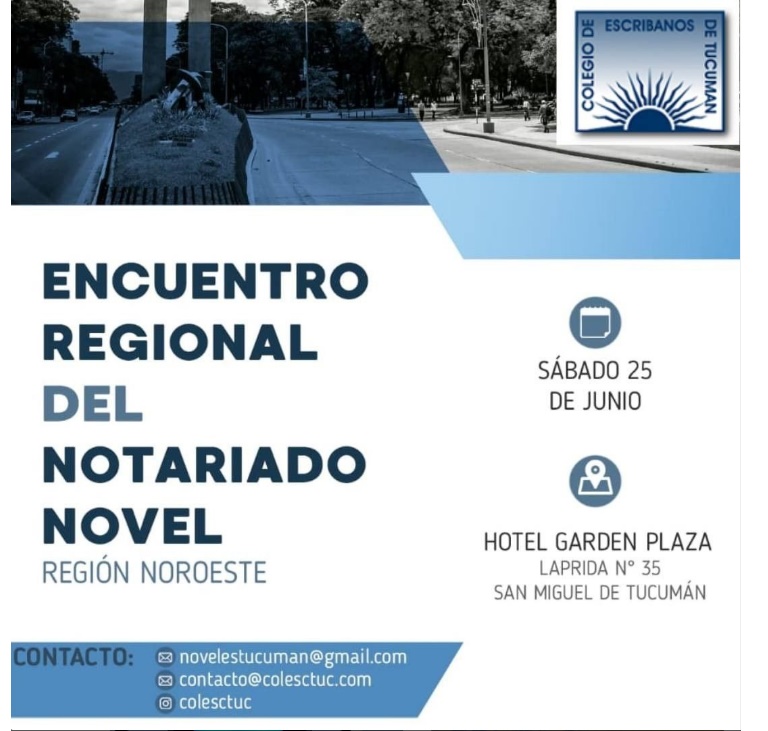 COLEGIO DE ESCRIBANOS DE TUCUMAN
ENCUENTRO
REGIONAL
DEL
NOTARIADO
NOVEL
REGIÓN NOROESTE
SÁBADO 25
DE JUNIO
HOTEL GARDEN PLAZA
LAPRIDA N° 35
SAN MIGUEL DE TUCUMÁN
CONTACTO:
novelestucuman@gmail.com
contacto@colesctuc.com
colesctuc